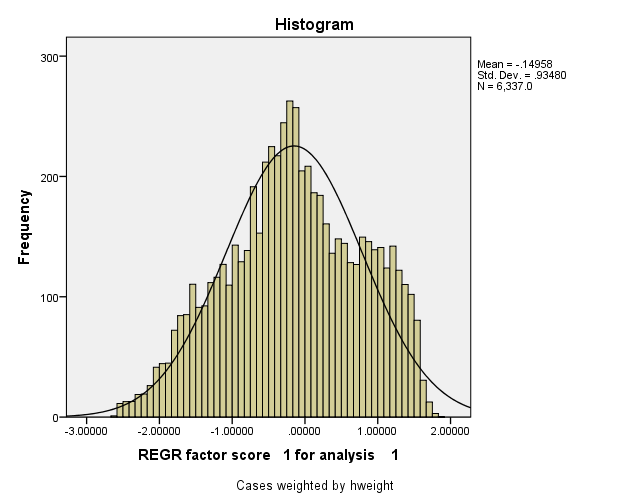 Histogram
Mean = -.14958
Std. Dev. = .93480
N = 6,337.0
Frequency
300
200
100
0
-3.00000 -2.00000 -1.00000 .00000 1.00000 2.00000
REGR factor score 1 for analysis 1
Cases weighted by hweight